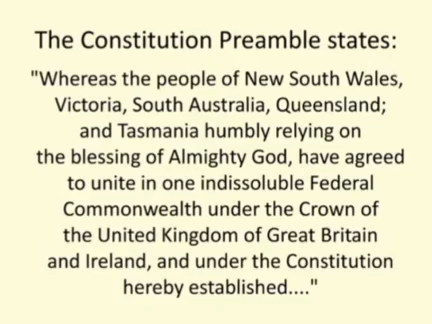 The Constitution Preamble states:
"Whereas the people of New South Wales,
Victoria, South Australia, Queensland;
and Tasmania humbly relying on
the blessing of Almighty God, have agreed
to unite in one indissoluble Federal
Commonwealth under the Crown of
the United Kingdom of Great Britain
and Ireland, and under the Constitution
hereby established...."